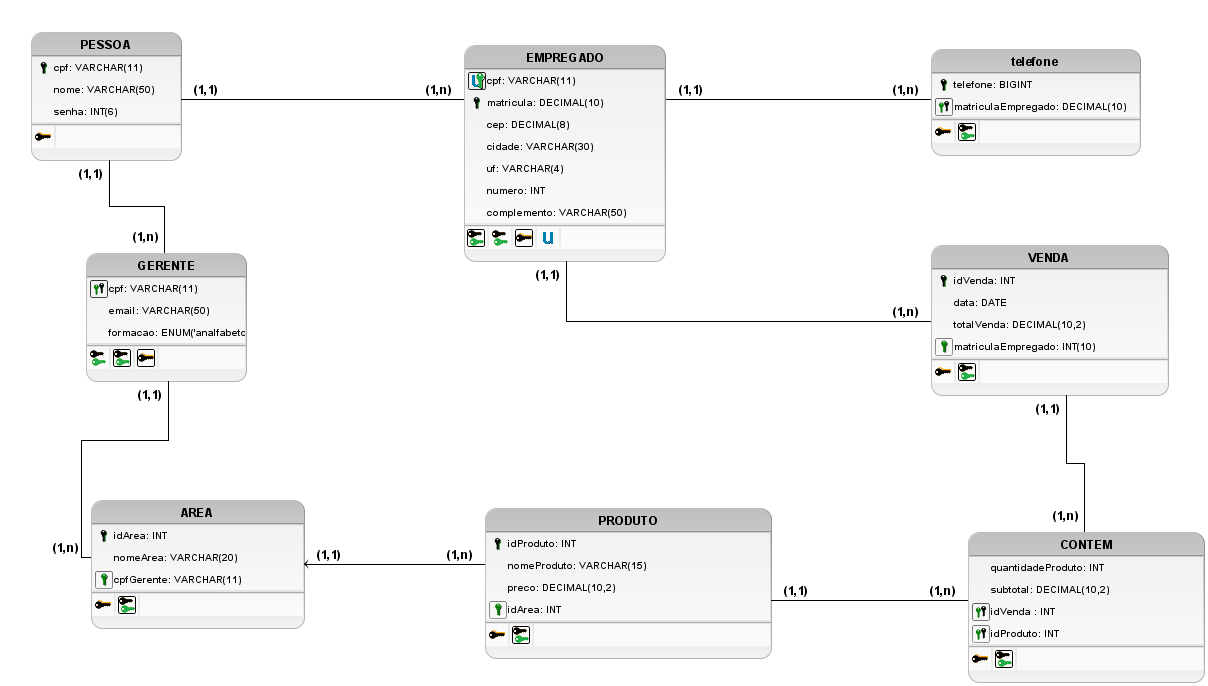 PESSOA
cpf: VARCHAR(11)
nome: VARCHAR(50)
senha: INT(6)
(1,1)
(1,n)
EMPREGADO
cpf: VARCHAR(11)
matricula: DECIMAL(10)
cep: DECIMAL(8)
cidade: VARCHAR(30)
uf: VARCHAR(4)
numero: INT
complemento: VARCHAR(50)
U
(1,1)
(1,n)
telefone
telefone: BIGINT
matriculaEmpregado: DECIMAL(10)
(1,1)
(1,n)
GERENTE
cpf: VARCHAR(11)
email: VARCHAR(50)
formacao: ENUM('analfabeto
(1,1)
(1,n)
VENDA
idVenda: INT
data: DATE
totalVenda: DECIMAL(10,2)
matriculaEmpregado: INT(10)
(1,1)
(1,n)
AREA
idArea: INT
nomeArea: VARCHAR(20)
cpfGerente: VARCHAR(11)
(1,1)
(1,n)
PRODUTO
idProduto: INT
nomeProduto: VARCHAR(15)
preco: DECIMAL(10,2)
idArea: INT
(1,1)
(1,n)
(1,1)
(1,n)
CONTEM
quantidadeProduto: INT
subtotal: DECIMAL(10,2)
idVenda : INT
idProduto: INT